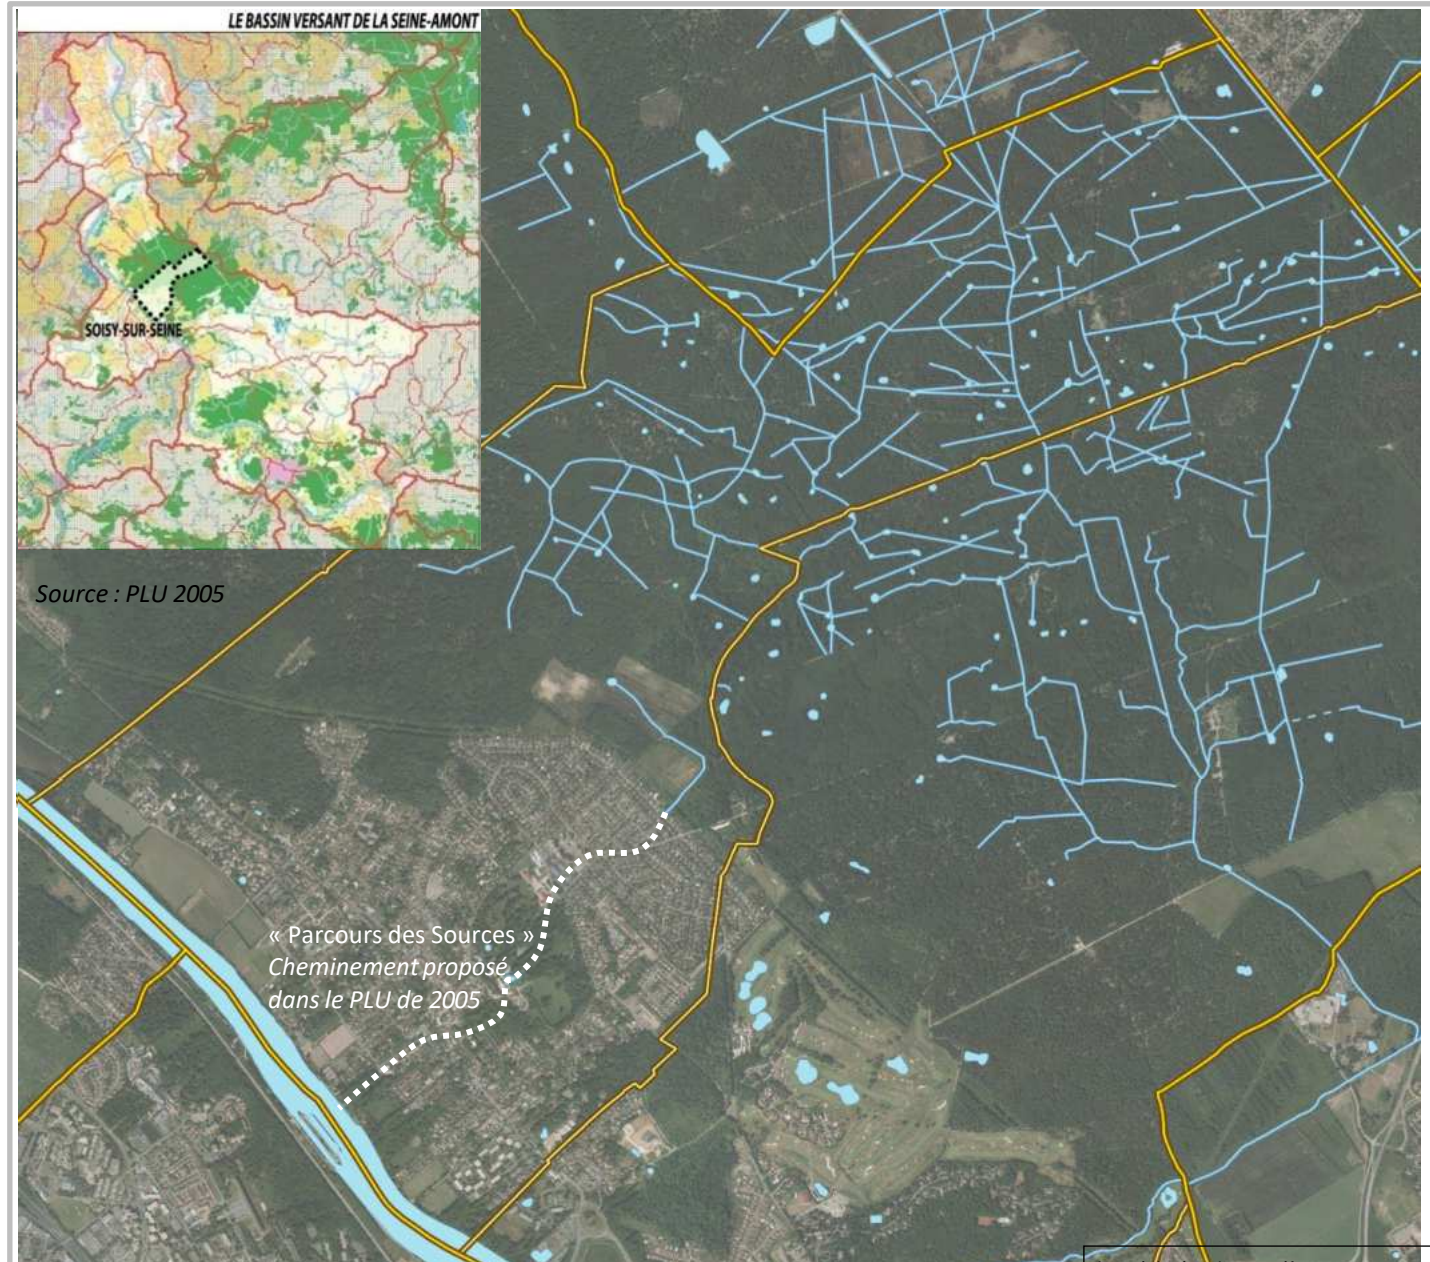 LE BASSIN VERSANT DE LA SEINE-AMONT
SOISY-SUR-SEINE
Source : PLU 2005
« Parcours des Sources »
Cheminement proposé
dans le PLU de 2005